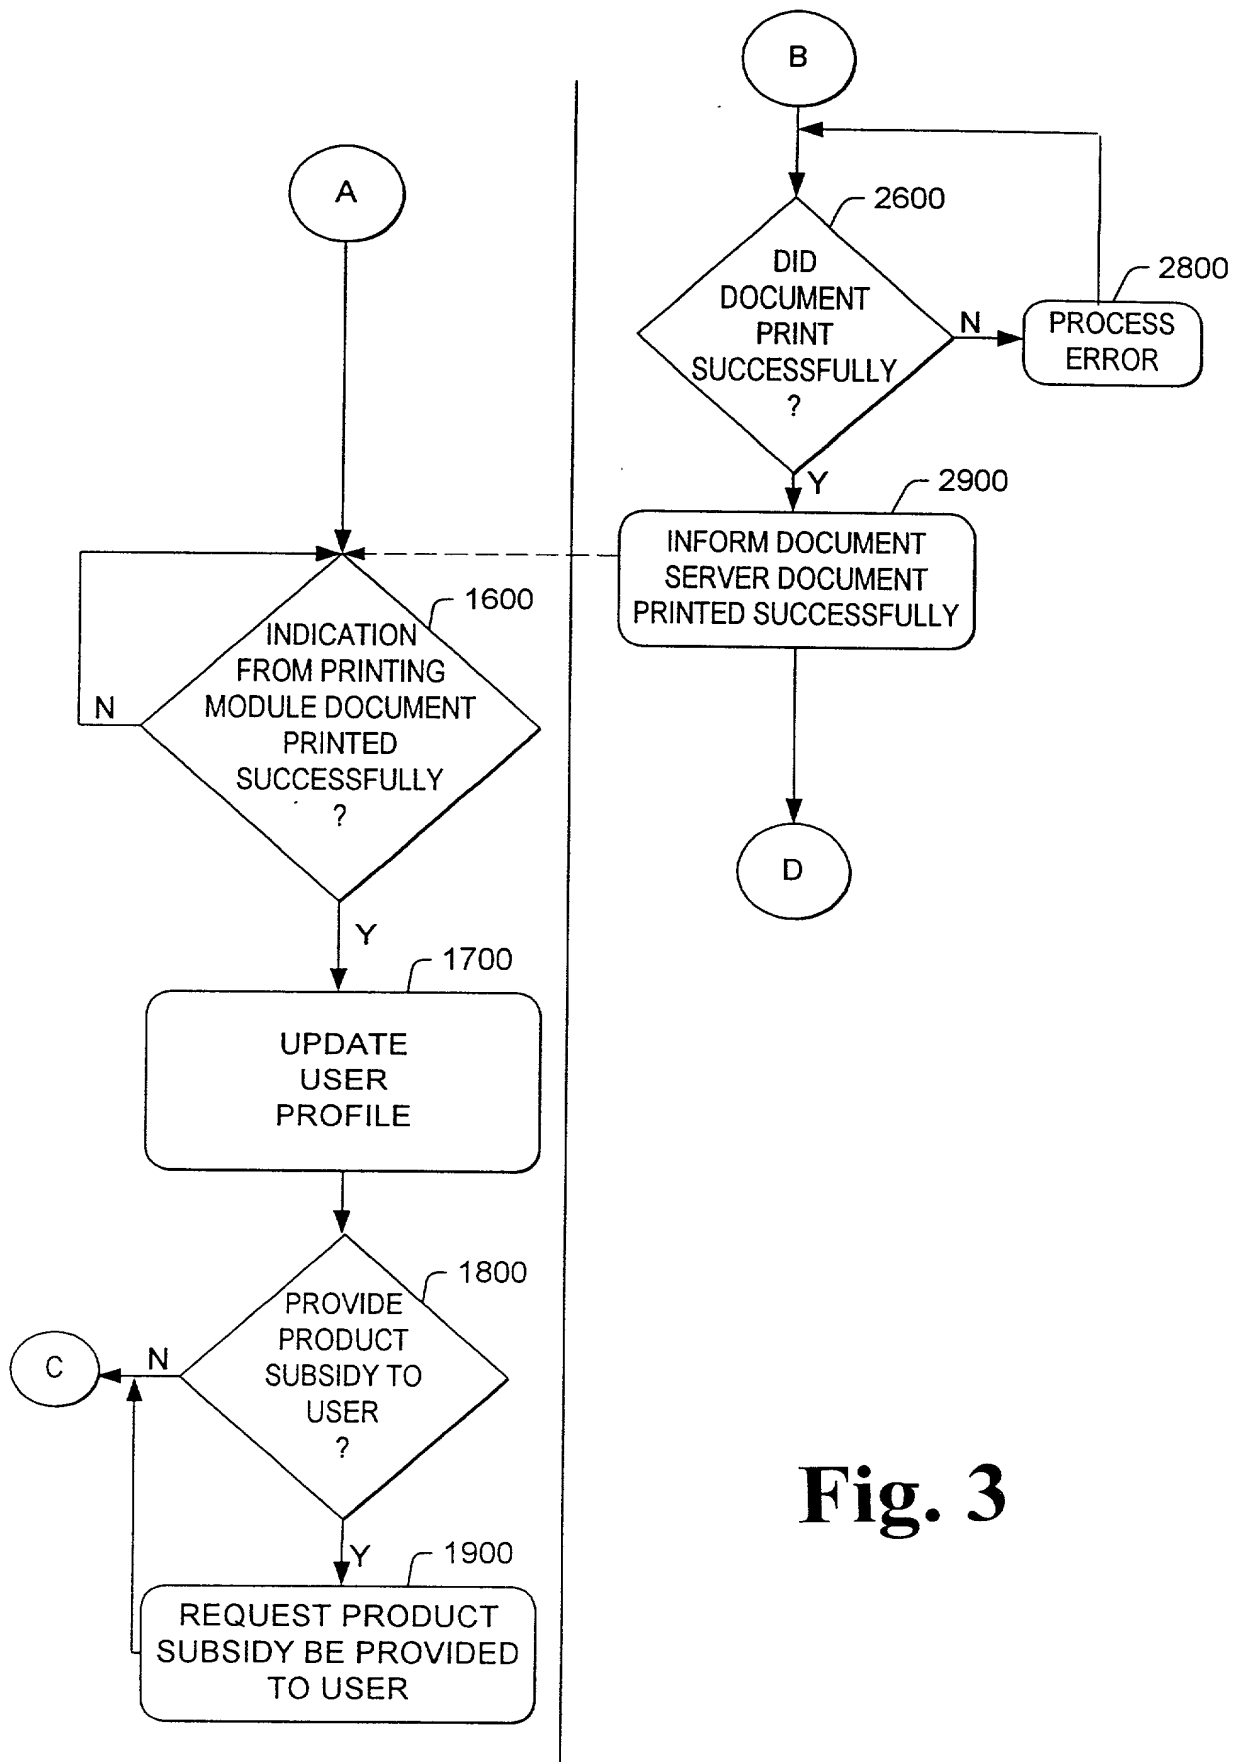 B
A
2600
DID
DOCUMENT
PRINT
SUCCESSFULLY
?
N
2800
PROCESS
ERROR
Y
2900
INFORM DOCUMENT
SERVER DOCUMENT
PRINTED SUCCESSFULLY
D
1600
INDICATION
FROM PRINTING
MODULE DOCUMENT
PRINTED
SUCCESSFULLY
?
N
Y
1700
UPDATE
USER
PROFILE
1800
PROVIDE
PRODUCT
SUBSIDY TO
USER
?
N
C
Y
1900
REQUEST PRODUCT
SUBSIDY BE PROVIDED
TO USER
Fig. 3